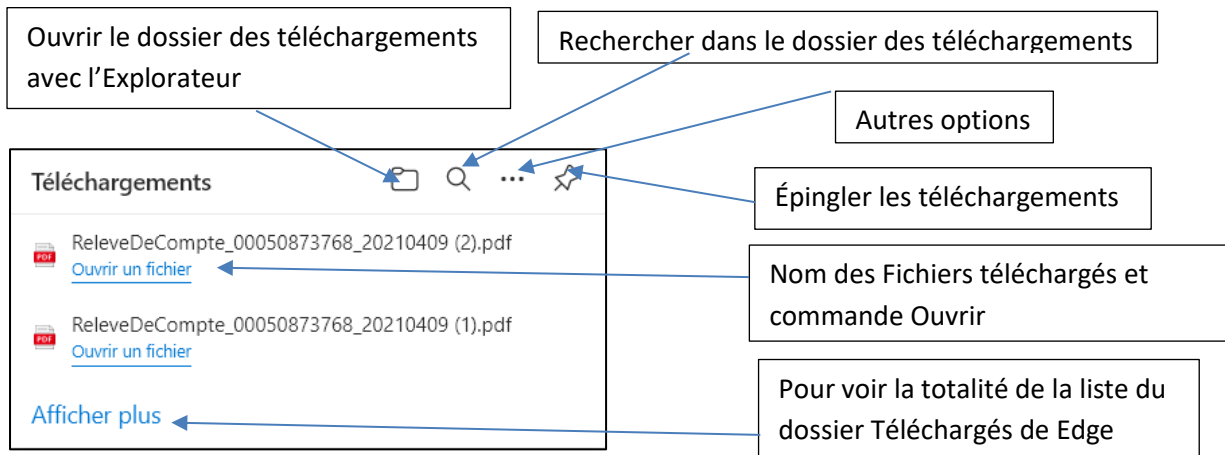 Ouvrir le dossier des téléchargements
avec l’Explorateur
Rechercher dans le dossier des téléchargements
Autres options
Téléchargements
Épingler les téléchargements
ReleveDeCompte_00050873768_20210409 (2).pdf
Ouvrir un fichier
Nom des Fichiers téléchargés et
commande Ouvrir
ReleveDeCompte_00050873768_20210409 (1).pdf
Ouvrir un fichier
Afficher plus
Pour voir la totalité de la liste du
dossier Téléchargés de Edge
PDF
PDF